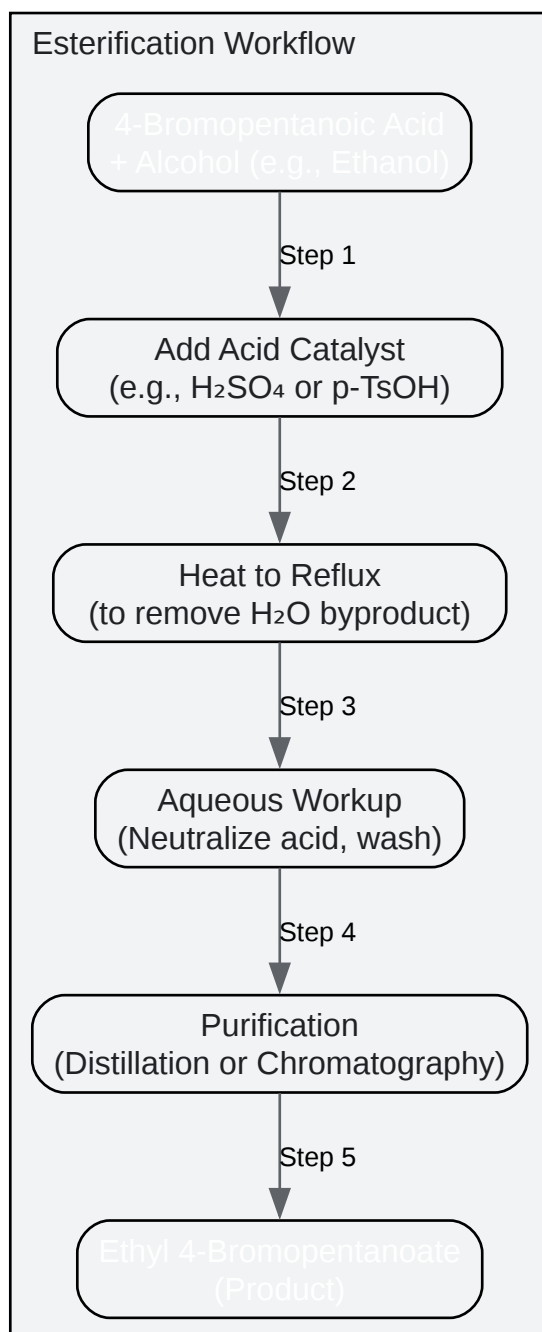 Esterification Workflow
4-Bromopentanoic Acid
+ Alcohol (e.g., Ethanol)
Step 1
Add Acid Catalyst
(e.g., H₂SO₄ or p-TsOH)
Step 2
Heat to Reflux
(to remove H₂O byproduct)
Step 3
Aqueous Workup
(Neutralize acid, wash)
Step 4
Purification
(Distillation or Chromatography)
Step 5
Ethyl 4-Bromopentanoate
(Product)